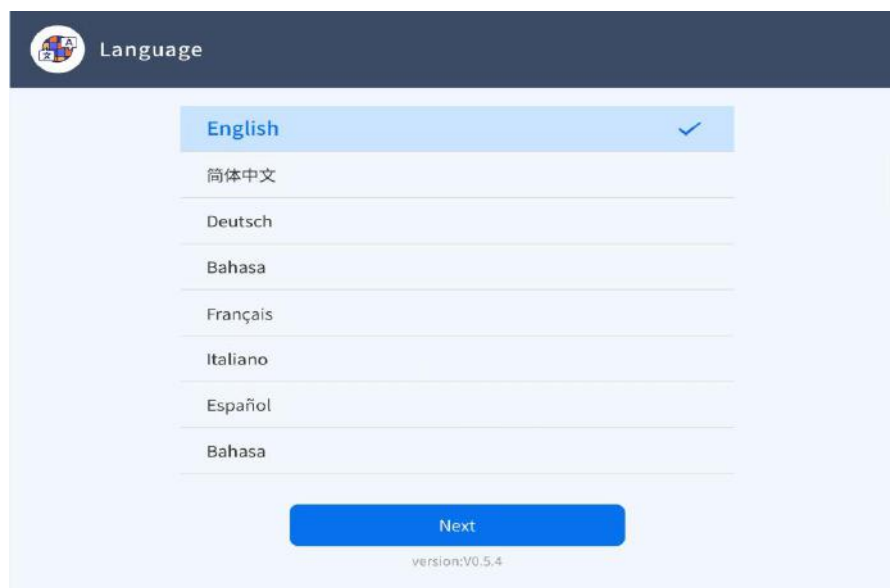 Language
English
简体中文
Deutsch
Bahasa
Français
Italiano
Español
Bahasa
Next
version:V0.5.4